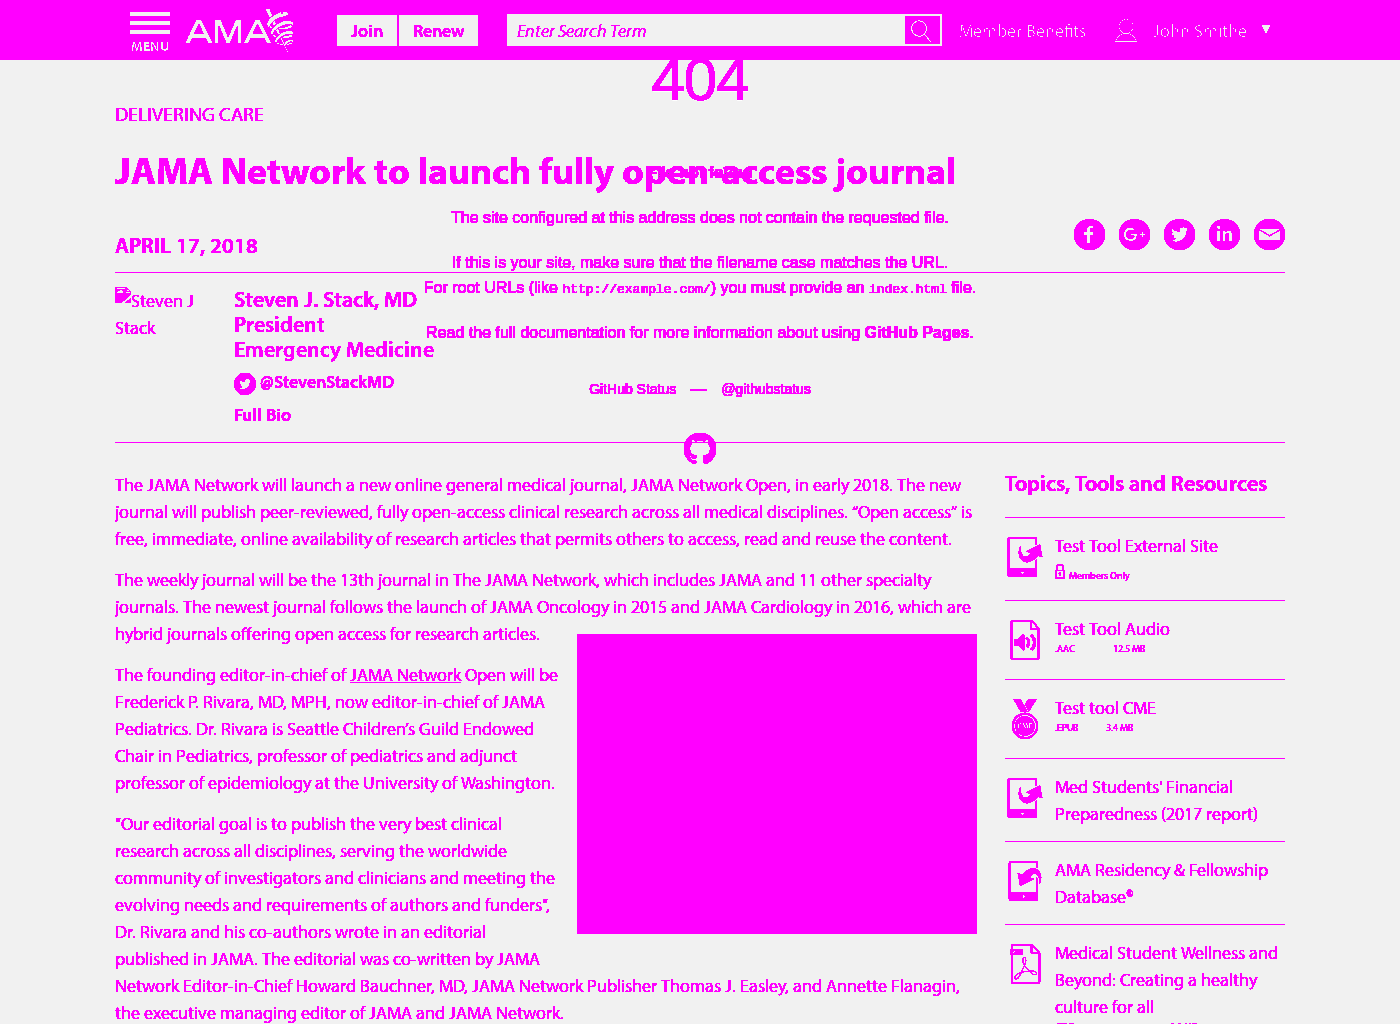 MENU
AMA
Join
Renew
Enter Search Term
Member Benefits
John Smithe
404
DELIVERING CARE
JAMA Network to launch fully open-access journal
The site configured at this address does not contain the requested file.
APRIL 17, 2018
If this is your site, make sure that the filename case matches the URL.
For root URLs (like http://example.com/) you must provide an index.html file.
Read the full documentation for more information about using GitHub Pages.
GitHub Status — @githubstatus
Steven J
Stack
Steven J. Stack, MD
President
Emergency Medicine
@StevenStackMD
Full Bio
The JAMA Network will launch a new online general medical journal, JAMA Network Open, in early 2018. The new
journal will publish peer-reviewed, fully open-access clinical research across all medical disciplines. “Open access” is
free, immediate, online availability of research articles that permits others to access, read and reuse the content.
The weekly journal will be the 13th journal in The JAMA Network, which includes JAMA and 11 other specialty
journals. The newest journal follows the launch of JAMA Oncology in 2015 and JAMA Cardiology in 2016, which are
hybrid journals offering open access for research articles.
The founding editor-in-chief of JAMA Network Open will be
Frederick P. Rivara, MD, MPH, now editor-in-chief of JAMA
Pediatrics. Dr. Rivara is Seattle Children’s Guild Endowed
Chair in Pediatrics, professor of pediatrics and adjunct
professor of epidemiology at the University of Washington.
"Our editorial goal is to publish the very best clinical
research across all disciplines, serving the worldwide
community of investigators and clinicians and meeting the
evolving needs and requirements of authors and funders",
Dr. Rivara and his co-authors wrote in an editorial
published in JAMA. The editorial was co-written by JAMA
Network Editor-in-Chief Howard Bauchner, MD, JAMA Network Publisher Thomas J. Easley, and Annette Flanagin,
the executive managing editor of JAMA and JAMA Network.
Topics, Tools and Resources
Test Tool External Site
Members Only
Test Tool Audio
.AAC 12.5 MB
Test tool CME
.EPUB 3.4 MB
Med Students' Financial
Preparedness (2017 report)
AMA Residency & Fellowship
Database®
Medical Student Wellness and
Beyond: Creating a healthy
culture for all